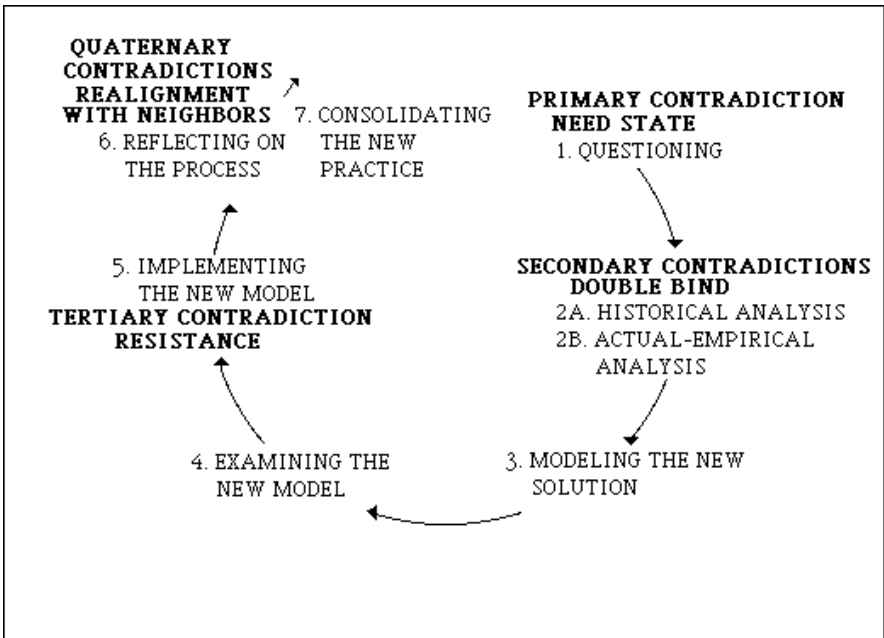 QUATERNARY
CONTRADICTIONS
REALIGNMENT
WITH NEIGHBORS
6. REFLECTING ON
THE PROCESS
7. CONSOLIDATING
THE NEW
PRACTICE
PRIMARY CONTRADICTION
NEED STATE
1. QUESTIONING
SECONDARY CONTRADICTIONS
DOUBLE BIND
2A. HISTORICAL ANALYSIS
2B. ACTUAL-EMPIRICAL
ANALYSIS
5. IMPLEMENTING
THE NEW MODEL
TERTIARY CONTRADICTION
RESISTANCE
4. EXAMINING THE
NEW MODEL
3. MODELING THE NEW
SOLUTION